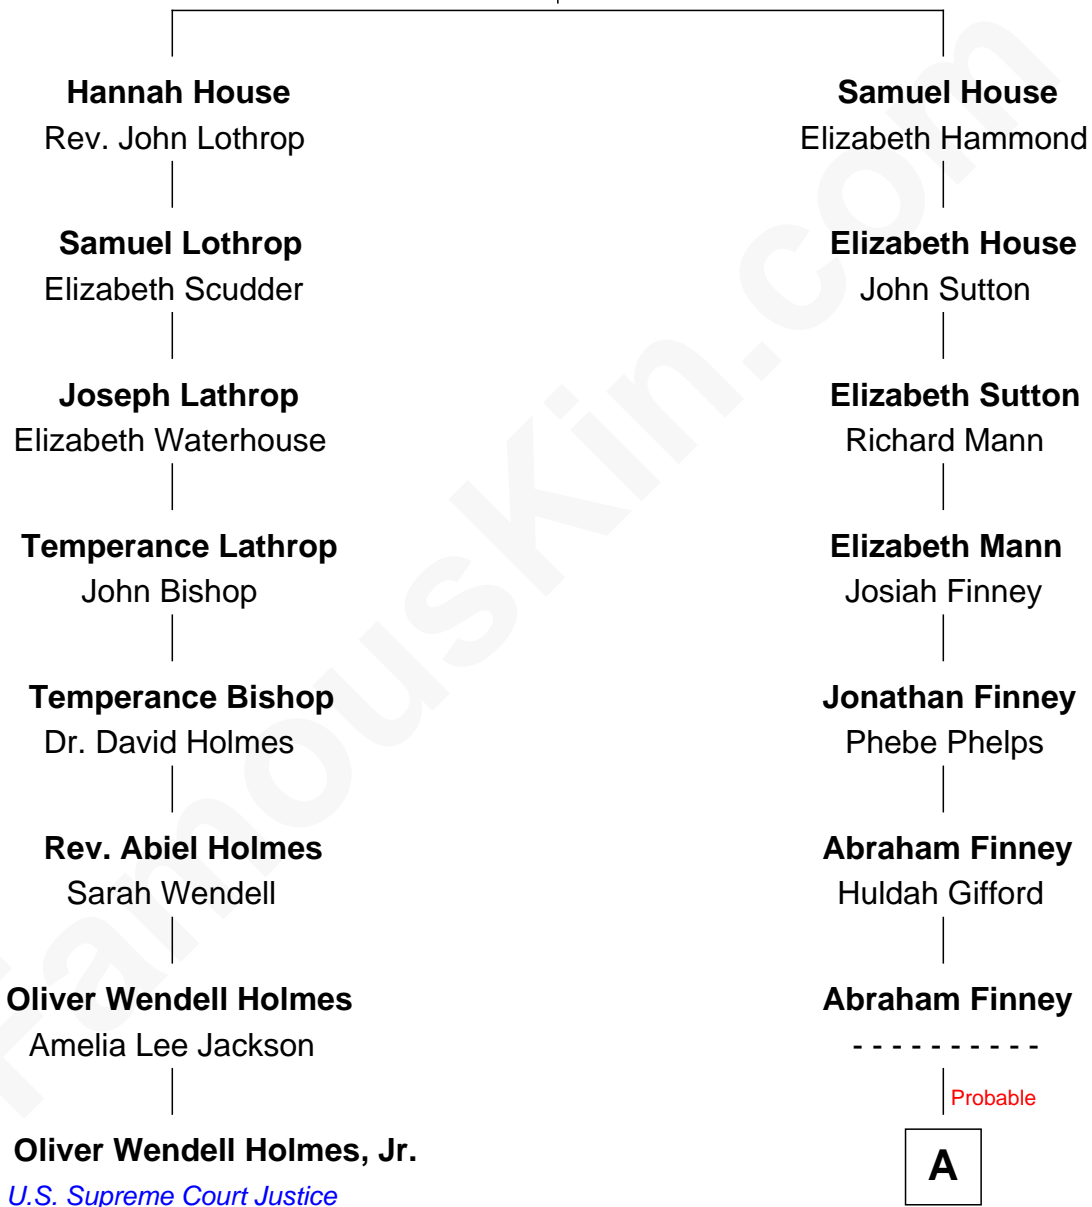 Hannah House
Rev. John Lothrop
Samuel Lothrop
Elizabeth Scudder
Joseph Lathrop
Elizabeth Waterhouse
Temperance Lathrop
John Bishop
Temperance Bishop
Dr. David Holmes
Rev. Abiel Holmes
Sarah Wendell
Oliver Wendell Holmes
Amelia Lee Jackson
Oliver Wendell Holmes, Jr.
U.S. Supreme Court Justice
Samuel House
Elizabeth Hammond
Elizabeth House
John Sutton
Elizabeth Sutton
Richard Mann
Elizabeth Mann
Josiah Finney
Jonathan Finney
Phebe Phelps
Abraham Finney
Huldah Gifford
Abraham Finney
- - - - - - - - - -
Probable
A
FamousKin.com